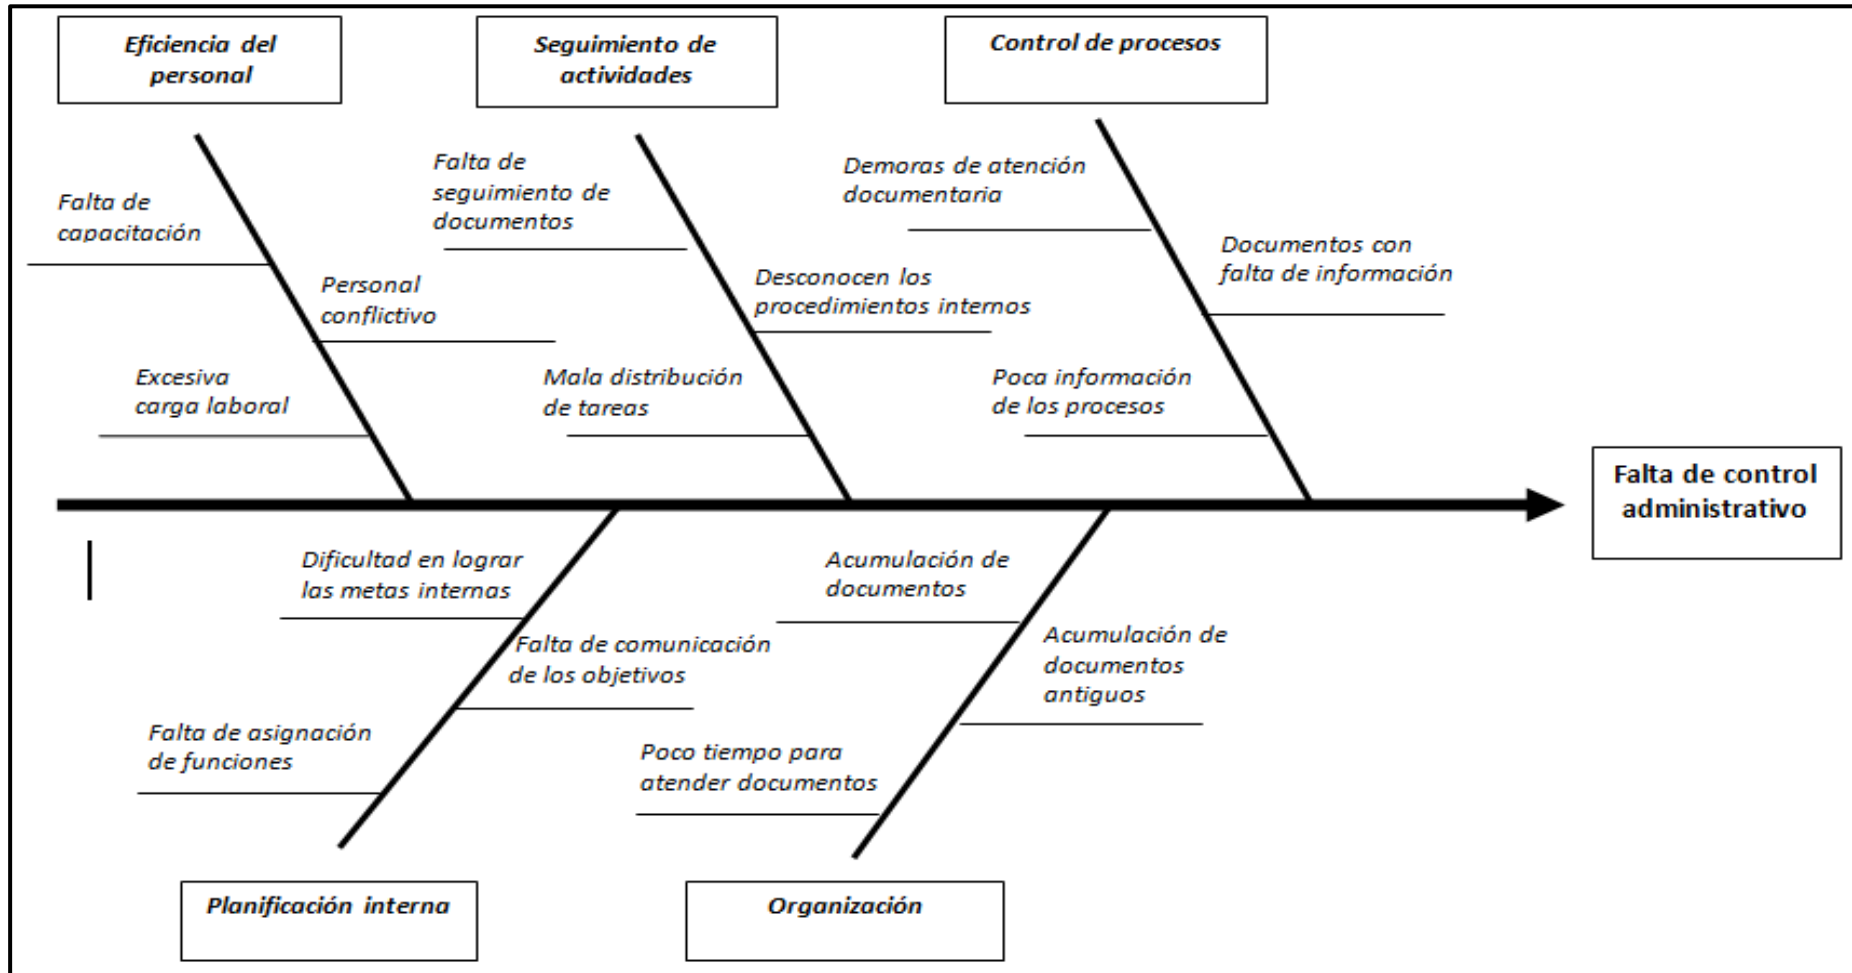 Eficiencia del
personal
Seguimiento de
actividades
Control de procesos
Falta de
capacitación
Personal
conflictivo
Excesiva
carga laboral
Falta de
seguimiento de
documentos
Desconocen los
procedimientos internos
Mala distribución
de tareas
Demoras de atención
documentaria
Documentos con
falta de información
Poca información
de los procesos
Falta de control
administrativo
Dificultad en lograr
las metas internas
Falta de comunicación
de los objetivos
Falta de asignación
de funciones
Acumulación de
documentos
Acumulación de
documentos
antiguos
Poco tiempo para
atender documentos
Planificación interna
Organización